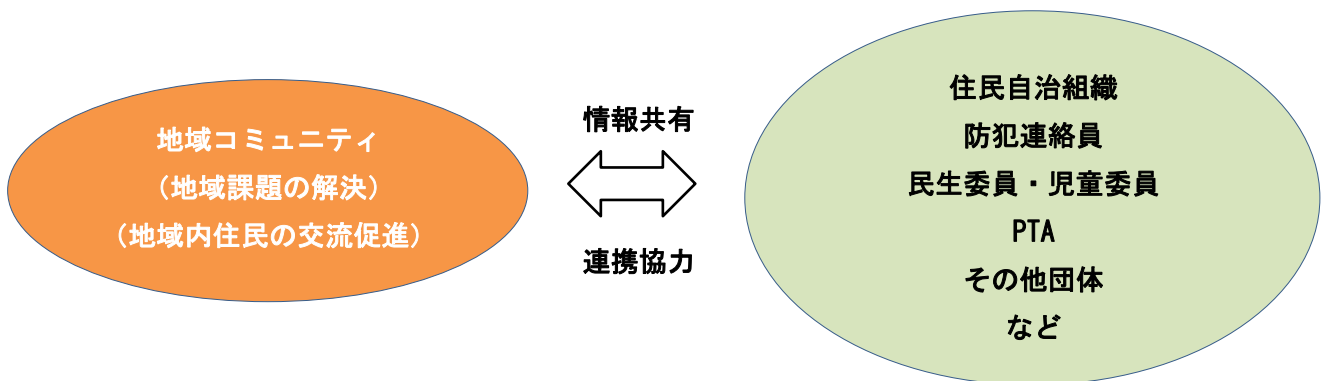 地域コミュニティ
（地域課題の解決）
（地域内住民の交流促進）
情報共有
連携協力
住民自治組織
防犯連絡員
民生委員・児童委員
PTA
その他団体
など